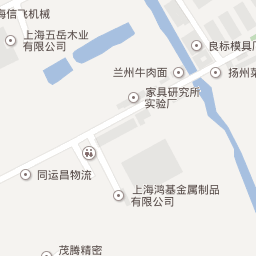 海信飞机械
上海五岳木业
有限公司
良标模具厂
兰州牛肉面
扬州菜
家具研究所
实验厂
同运昌物流
上海鸿基金属制品
有限公司
茂腾精密